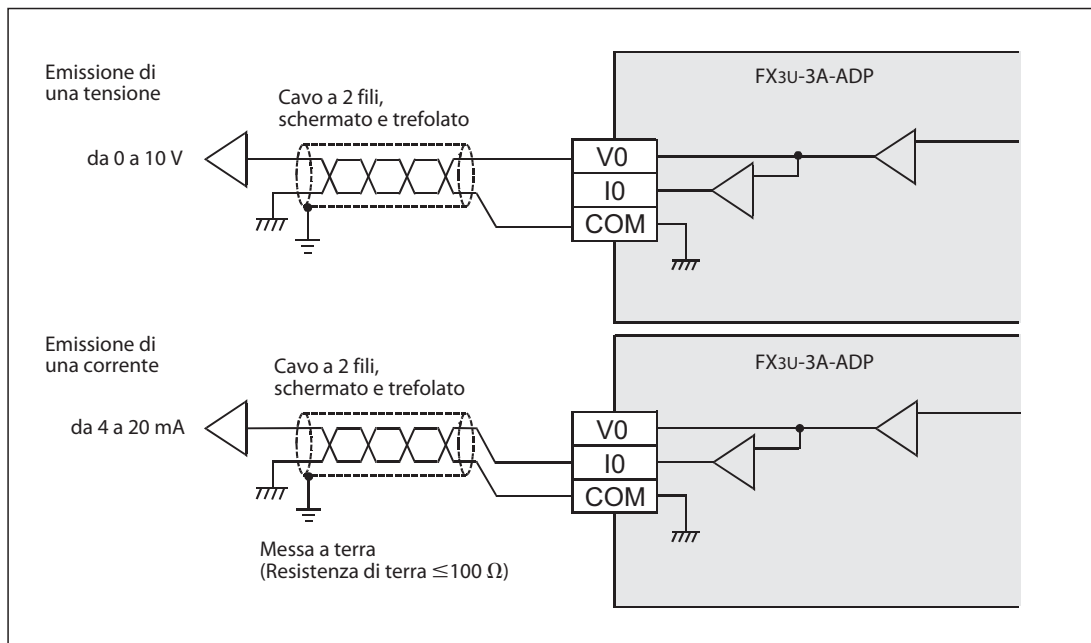 Emissione di
una tensione
da 0 a 10 V
Cavo a 2 fili,
schermato e trefolato
FX3U-3A-ADP
V0
I0
COM
Emissione di
una corrente
da 4 a 20 mA
Cavo a 2 fili,
schermato e trefolato
FX3U-3A-ADP
V0
I0
COM
Messa a terra
(Resistenza di terra ≤100 Ω)